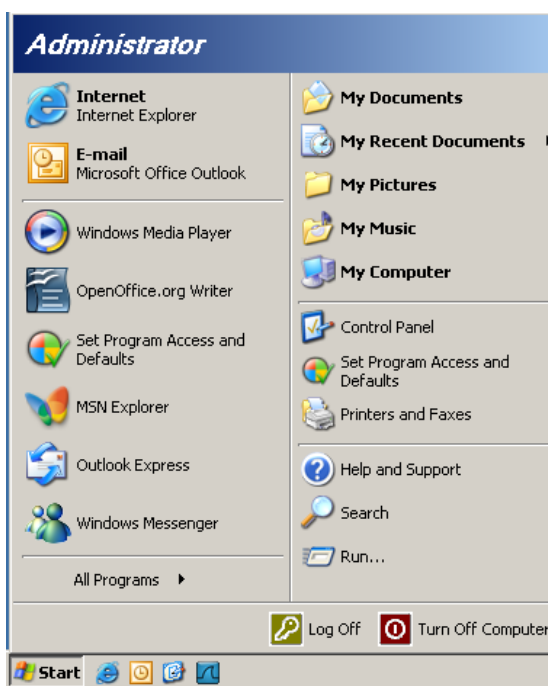 Administrator
Internet
Internet Explorer
E-mail
Microsoft Office Outlook
Windows Media Player
OpenOffice.org Writer
Set Program Access and
Defaults
MSN Explorer
Outlook Express
Windows Messenger
All Programs
My Documents
My Recent Documents
My Pictures
My Music
My Computer
Control Panel
Set Program Access and
Defaults
Printers and Faxes
Help and Support
Search
Run...
Log Off
Turn Off Computer
Start